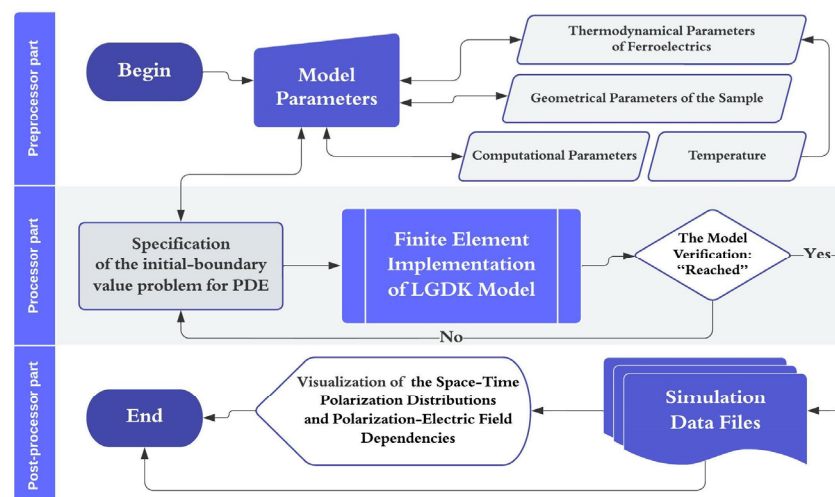 Preprocessor part
Begin
Model
Parameters
Thermodynamical Parameters
of Ferroelectrics
Geometrical Parameters of the Sample
Computational Parameters
Temperature
Processor part
Specification
of the initial-boundary
value problem for PDE
Finite Element
Implementation
of LGDK Model
The Model
Verification:
“Reached”
Yes
No
Post-processor part
End
Visualization of the Space-Time
Polarization Distributions
and Polarization-Electric Field
Dependencies
Simulation
Data Files